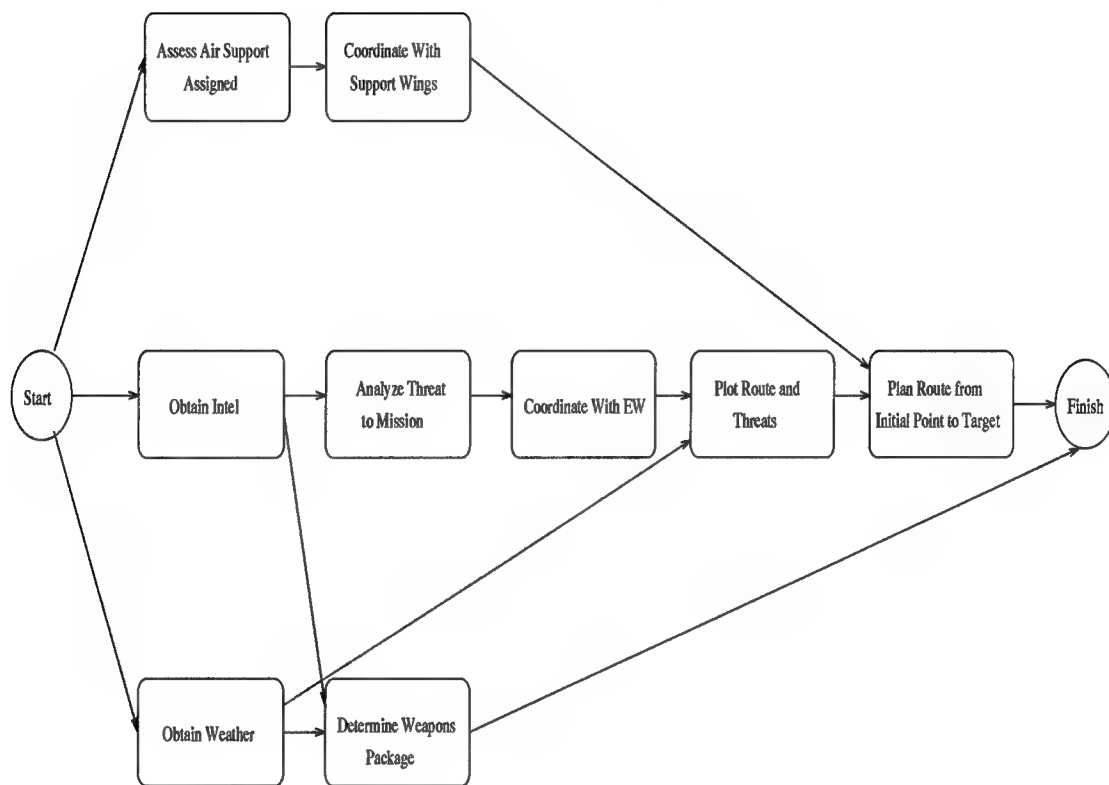 Assess Air Support
Assigned
Coordinate With
Support Wings
Start
Obtain Intel
Analyze Threat
to Mission
Coordinate With EW
Plot Route and
Threats
Plan Route from
Initial Point to Target
Finish
Obtain Weather
Determine Weapons
Package